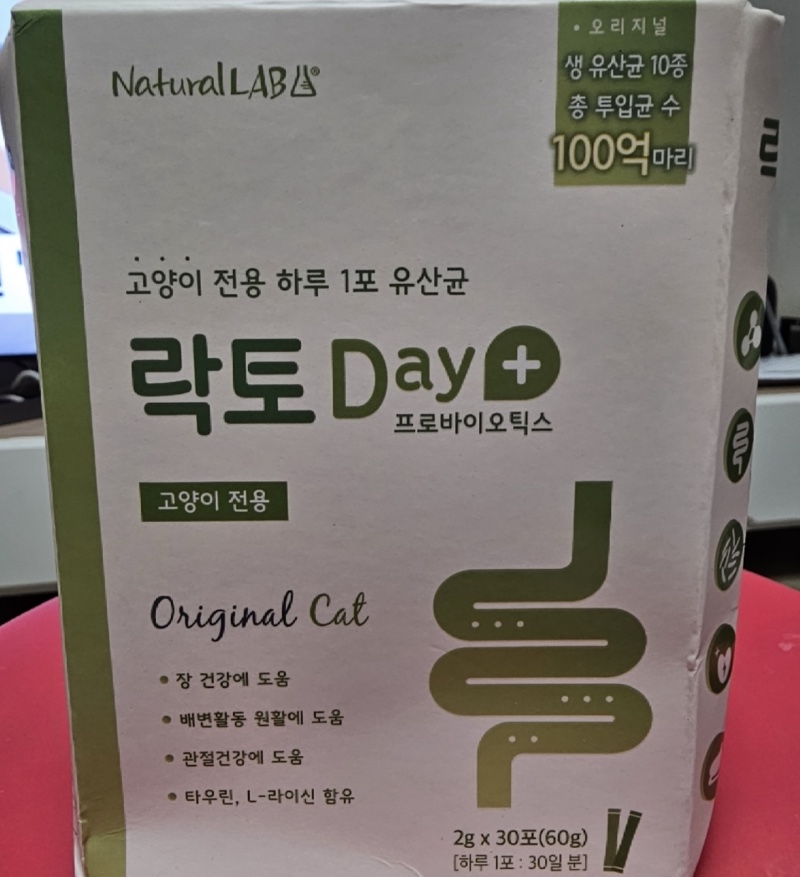 NaturalLAB
• 오리지널
생 유산균 10종
총 투입균 수
100억마리
고양이 전용 하루 1포 유산균
락토Day+
프로바이오틱스
고양이 전용
Original Cat
• 장 건강에 도움
• 배변활동 원활에 도움
• 관절건강에 도움
• 타우린, L-라이신 함유
2g x 30포(60g)
[하루 1포 : 30일 분]